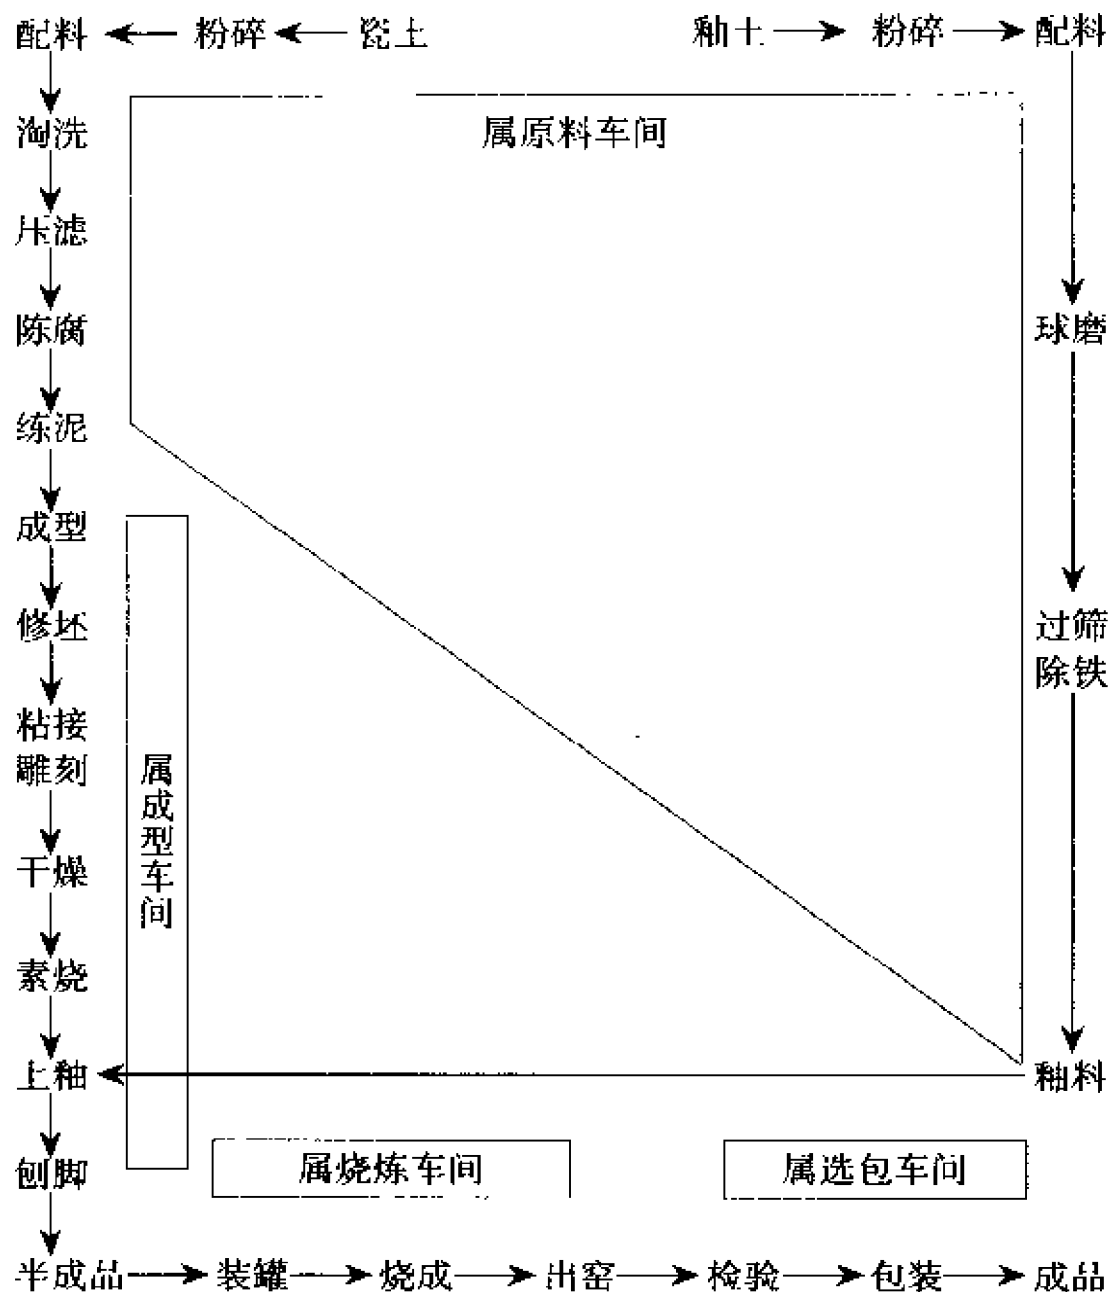 配料 粉碎 瓷土 釉土 粉碎 配料
淘洗
属原料车间
压滤
陈腐
球磨
练泥
成型
修坯
过筛
除铁
粘接
雕刻
属成型车间
干燥
素烧
上釉
釉料
刨脚
属烧炼车间
属选包车间
半成品 装罐 烧成 出窑 检验 包装 成品